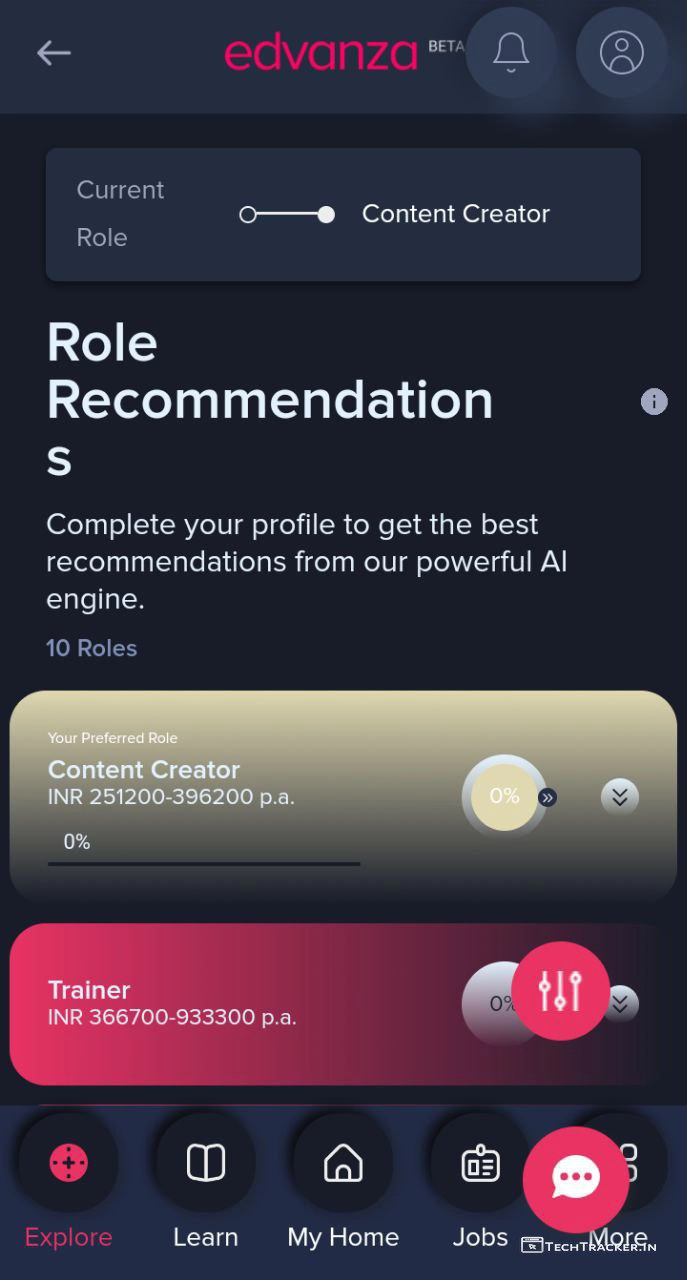 edvanza BETA
Current
Role
Content Creator
Role
Recommendation
s
Complete your profile to get the best
recommendations from our powerful AI
engine.
10 Roles
Your Preferred Role
Content Creator
INR 251200-396200 p.a.
0%
0%
Trainer
INR 366700-933300 p.a.
0%
Explore
Learn
My Home
Jobs
More
TECHTRACKER.IN